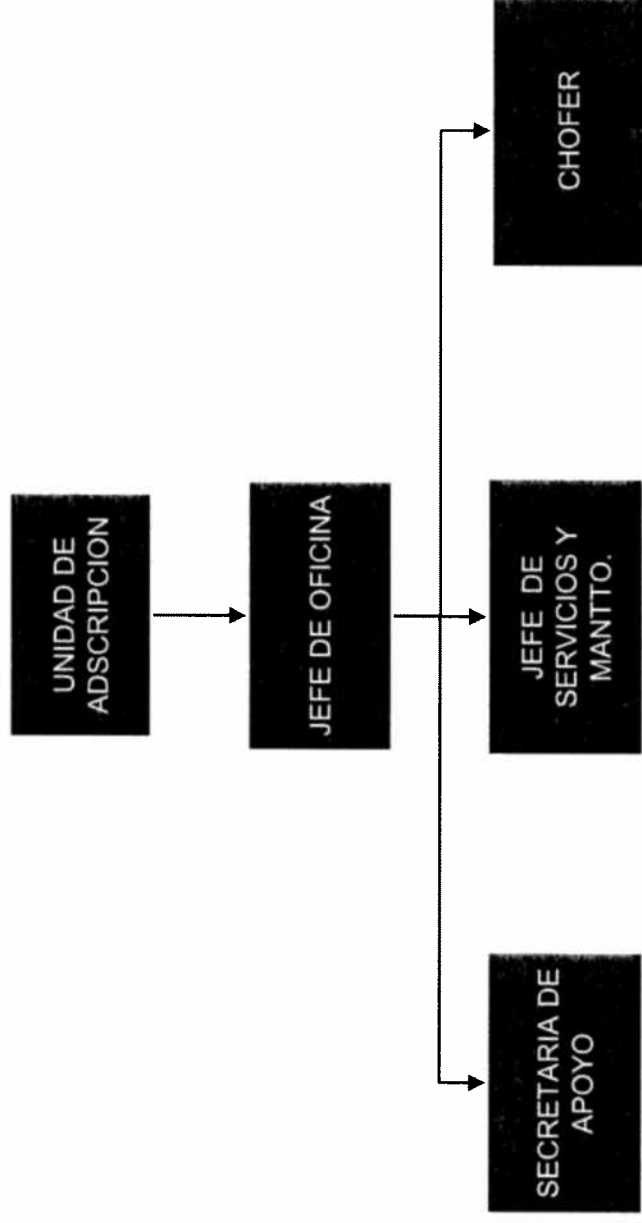 UNIDAD DE
ADSCRIPCION
JEFE DE OFICINA
SECRETARIA DE
APOYO
JEFE DE
SERVICIOS Y
MANTTO.
CHOFER